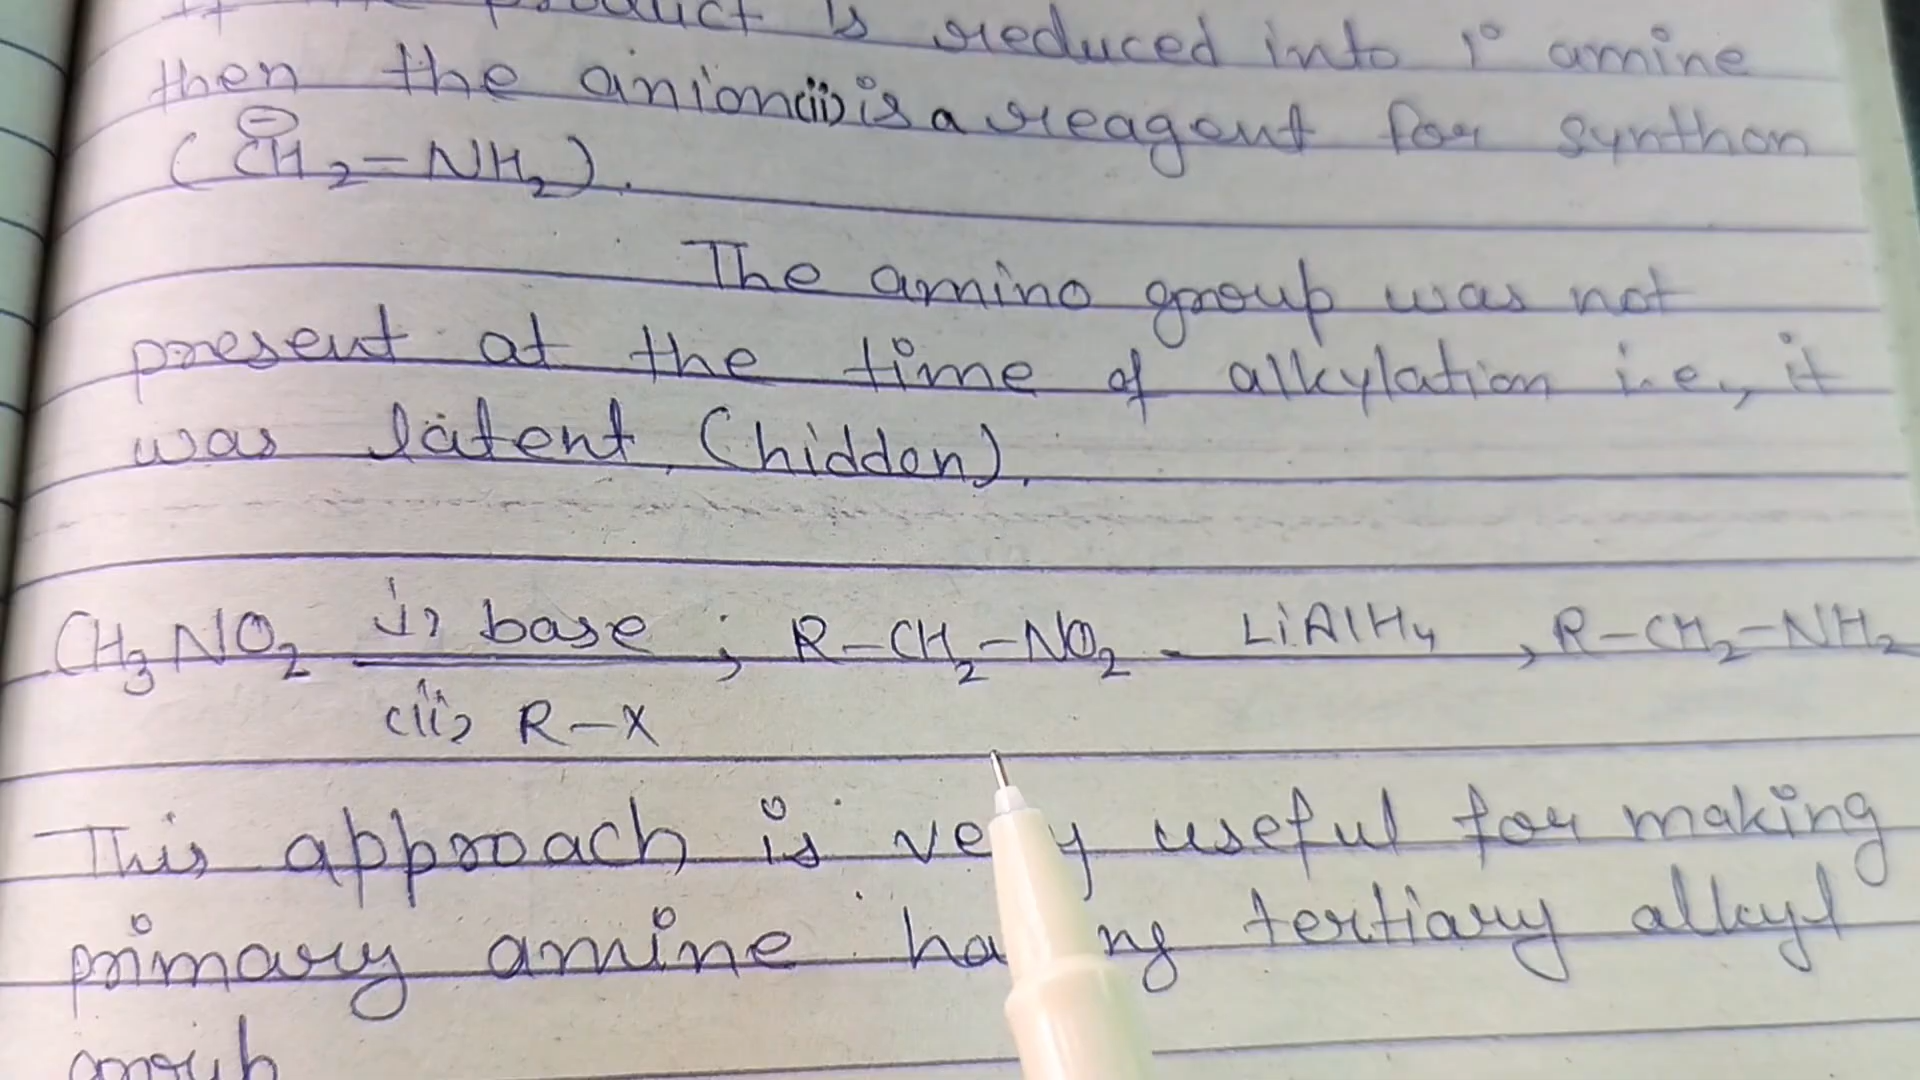 product is reduced into 1° amine
then the anion(ii) is a reagent for synthon
(CH2–NH2).
The amino group was not
present at the time of alkylation i.e., it
was latent (hidden).
CH3NO2 (i) base R–CH2–NO2 LiAlH4 R–CH2–NH2
(ii) R–X
This approach is very useful for making
primary amine having tertiary alkyl
group